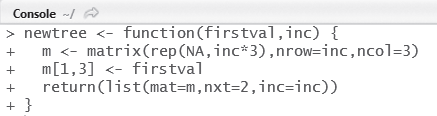 Console ~/
> newtree <- function(firstval,inc) {
+   m <- matrix(rep(NA,inc*3),nrow=inc,ncol=3)
+   m[1,3] <- firstval
+   return(list(mat=m,nxt=2,inc=inc))
+ }